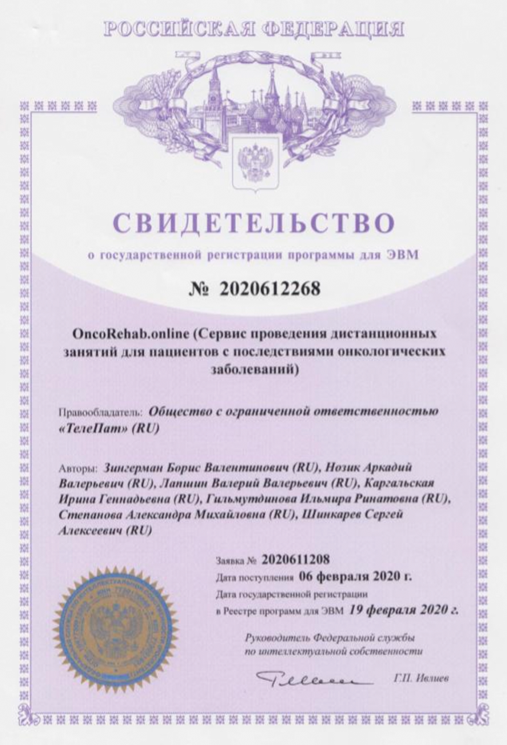 РОССИЙСКАЯ ФЕДЕРАЦИЯ
СВИДЕТЕЛЬСТВО
о государственной регистрации программы для ЭВМ
№ 2020612268
OncoRehab.online (Сервис проведения дистанционных
занятий для пациентов с последствиями онкологических
заболеваний)
Правообладатель: Общество с ограниченной ответственностью
«ТелеПат» (RU)
Авторы: Зингерман Борис Валентинович (RU), Нозик Аркадий
Валерьевич (RU), Лапшин Валерий Валерьевич (RU), Каргальская
Ирина Геннадьевна (RU), Гильмутдинова Ильмира Ринатовна (RU),
Степанова Александра Михайловна (RU), Шинкарев Сергей
Алексеевич (RU)
Заявка № 2020611208
Дата поступления 06 февраля 2020 г.
Дата государственной регистрации
в Реестре программ для ЭВМ 19 февраля 2020 г.
Руководитель Федеральной службы
по интеллектуальной собственности
Г.П. Ивлиев